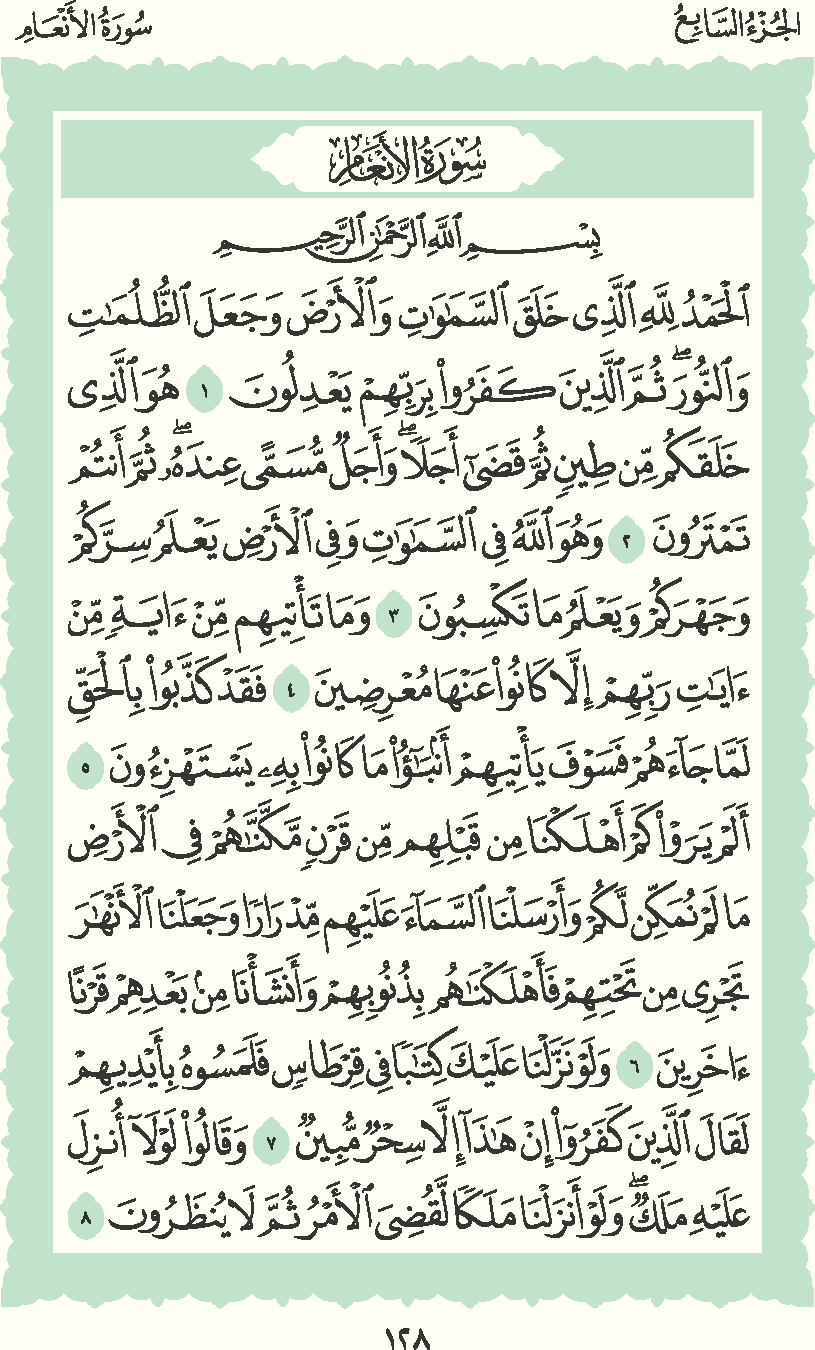 الجُزْءُ السَّابِعُ
سُورَةُ الأَنْعَامِ
سُورَةُ الأَنْعَامِ
بِسْمِ ٱللَّهِ ٱلرَّحْمَٰنِ ٱلرَّحِيمِ
ٱلْحَمْدُ لِلَّهِ ٱلَّذِى خَلَقَ ٱلسَّمَٰوَٰتِ وَٱلْأَرْضَ وَجَعَلَ ٱلظُّلُمَٰتِ
وَٱلنُّورَۖ ثُمَّ ٱلَّذِينَ كَفَرُوا۟ بِرَبِّهِمْ يَعْدِلُونَ ١ هُوَ ٱلَّذِى
خَلَقَكُم مِّن طِينٍ ثُمَّ قَضَىٰٓ أَجَلًاۖ وَأَجَلٌ مُّسَمًّى عِندَهُۥۖ ثُمَّ أَنتُمْ
تَمْتَرُونَ ٢ وَهُوَ ٱللَّهُ فِى ٱلسَّمَٰوَٰتِ وَفِى ٱلْأَرْضِ يَعْلَمُ سِرَّكُمْ
وَجَهْرَكُمْ وَيَعْلَمُ مَا تَكْسِبُونَ ٣ وَمَا تَأْتِيهِم مِّنْ ءَايَةٍ مِّنْ
ءَايَٰتِ رَبِّهِمْ إِلَّا كَانُوا۟ عَنْهَا مُعْرِضِينَ ٤ فَقَدْ كَذَّبُوا۟ بِٱلْحَقِّ
لَمَّا جَآءَهُمْ فَسَوْفَ يَأْتِيهِمْ أَنۢبَٰٓؤُا۟ مَا كَانُوا۟ بِهِۦ يَسْتَهْزِءُونَ ٥
أَلَمْ يَرَوْا۟ كَمْ أَهْلَكْنَا مِن قَبْلِهِم مِّن قَرْنٍ مَّكَّنَّٰهُمْ فِى ٱلْأَرْضِ
مَا لَمْ نُمَكِّن لَّكُمْ وَأَرْسَلْنَا ٱلسَّمَآءَ عَلَيْهِم مِّدْرَارًا وَجَعَلْنَا ٱلْأَنْهَٰرَ
تَجْرِى مِن تَحْتِهِمْ فَأَهْلَكْنَٰهُم بِذُنُوبِهِمْ وَأَنشَأْنَا مِنۢ بَعْدِهِمْ قَرْنًا
ءَاخَرِينَ ٦ وَلَوْ نَزَّلْنَا عَلَيْكَ كِتَٰبًا فِى قِرْطَاسٍ فَلَمَسُوهُ بِأَيْدِيهِمْ
لَقَالَ ٱلَّذِينَ كَفَرُوٓا۟ إِنْ هَٰذَآ إِلَّا سِحْرٌ مُّبِينٌ ٧ وَقَالُوا۟ لَوْلَآ أُنزِلَ
عَلَيْهِ مَلَكٌۖ وَلَوْ أَنزَلْنَا مَلَكًا لَّقُضِىَ ٱلْأَمْرُ ثُمَّ لَا يُنظَرُونَ ٨
١٢٨